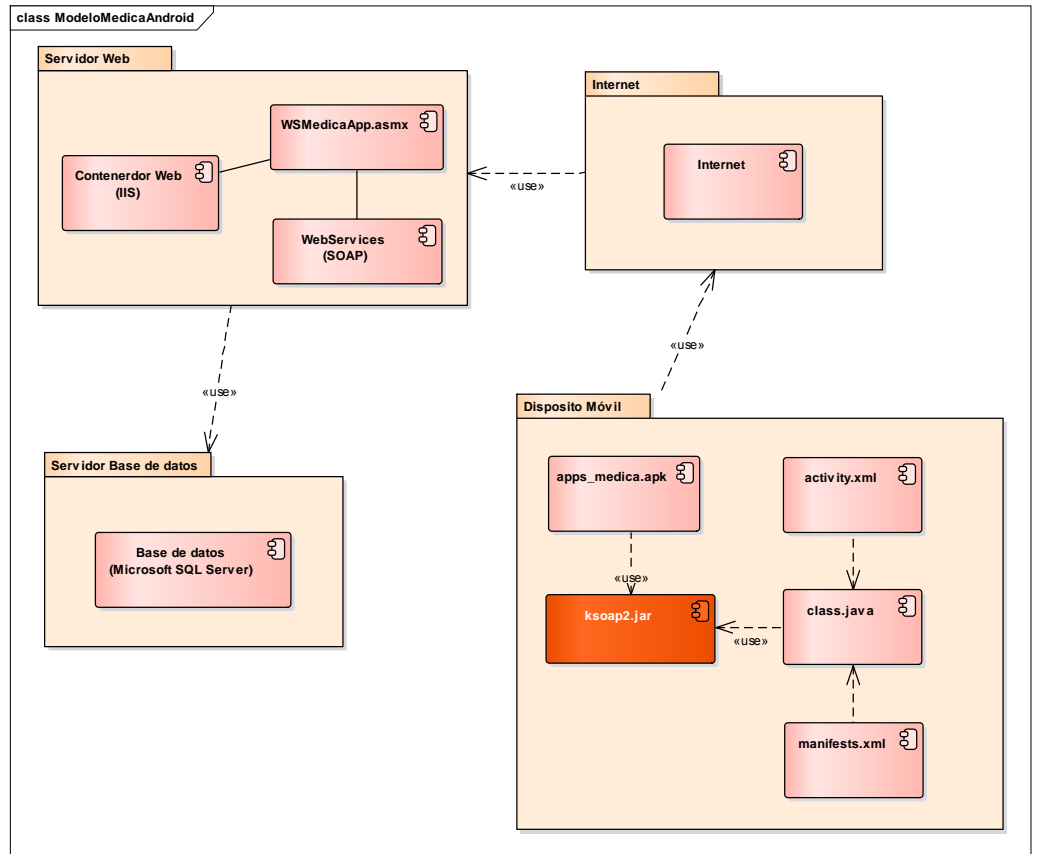 class ModeloMedicaAndroid
Servidor Web
WSMedicaApp.asmx
Contenerdor Web
(IIS)
WebServices
(SOAP)
«use»
Internet
Internet
«use»
«use»
Servidor Base de datos
Base de datos
(Microsoft SQL Server)
Disposito Móvil
apps_medica.apk
activity.xml
«use»
ksoap2.jar
class.java
«use»
manifests.xml